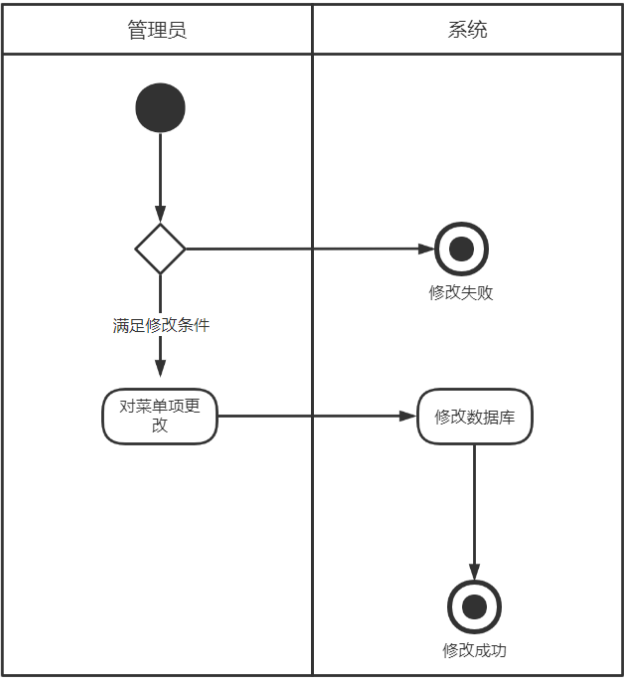 管理员
系统
修改失败
满足修改条件
对菜单项更
改
修改数据库
修改成功